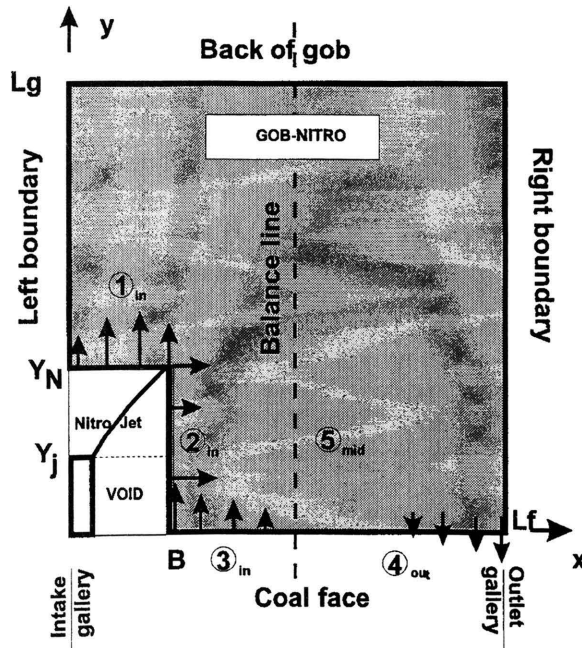 y
Back of gob
Lg
GOB-NITRO
Left boundary
Balance line
Right boundary
①in
YN
Nitro Jet
②in
⑤mid
Yj
VOID
Lf
x
B
③in
④out
Coal face
Intake
gallery
Outlet
gallery